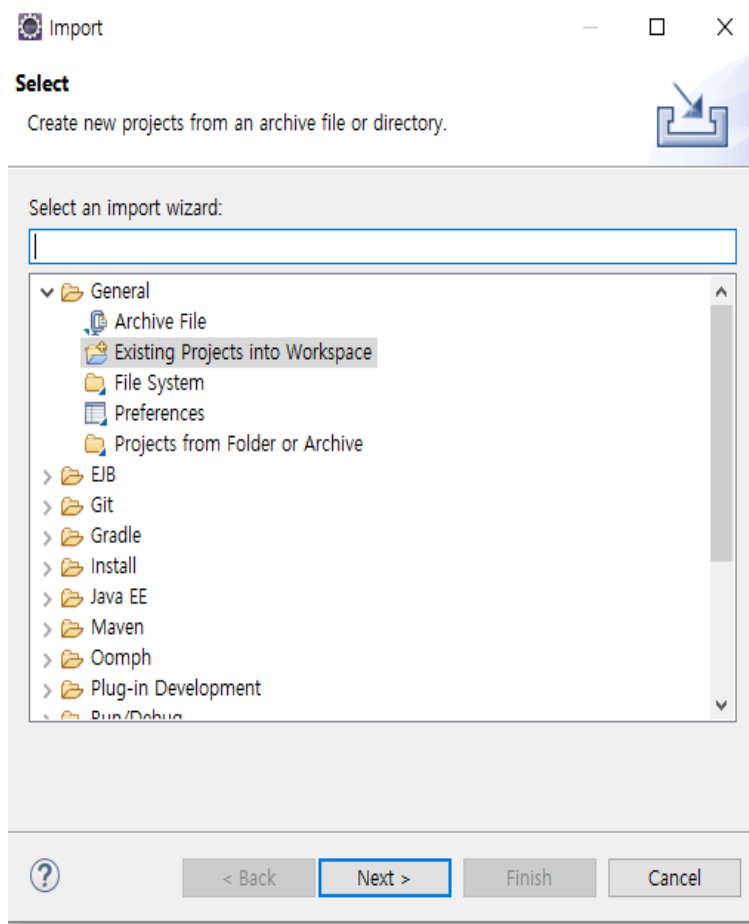 Import
Select
Create new projects from an archive file or directory.
Select an import wizard:
General
Archive File
Existing Projects into Workspace
File System
Preferences
Projects from Folder or Archive
EJB
Git
Gradle
Install
Java EE
Maven
Oomph
Plug-in Development
Run/Debug
?
< Back
Next >
Finish
Cancel